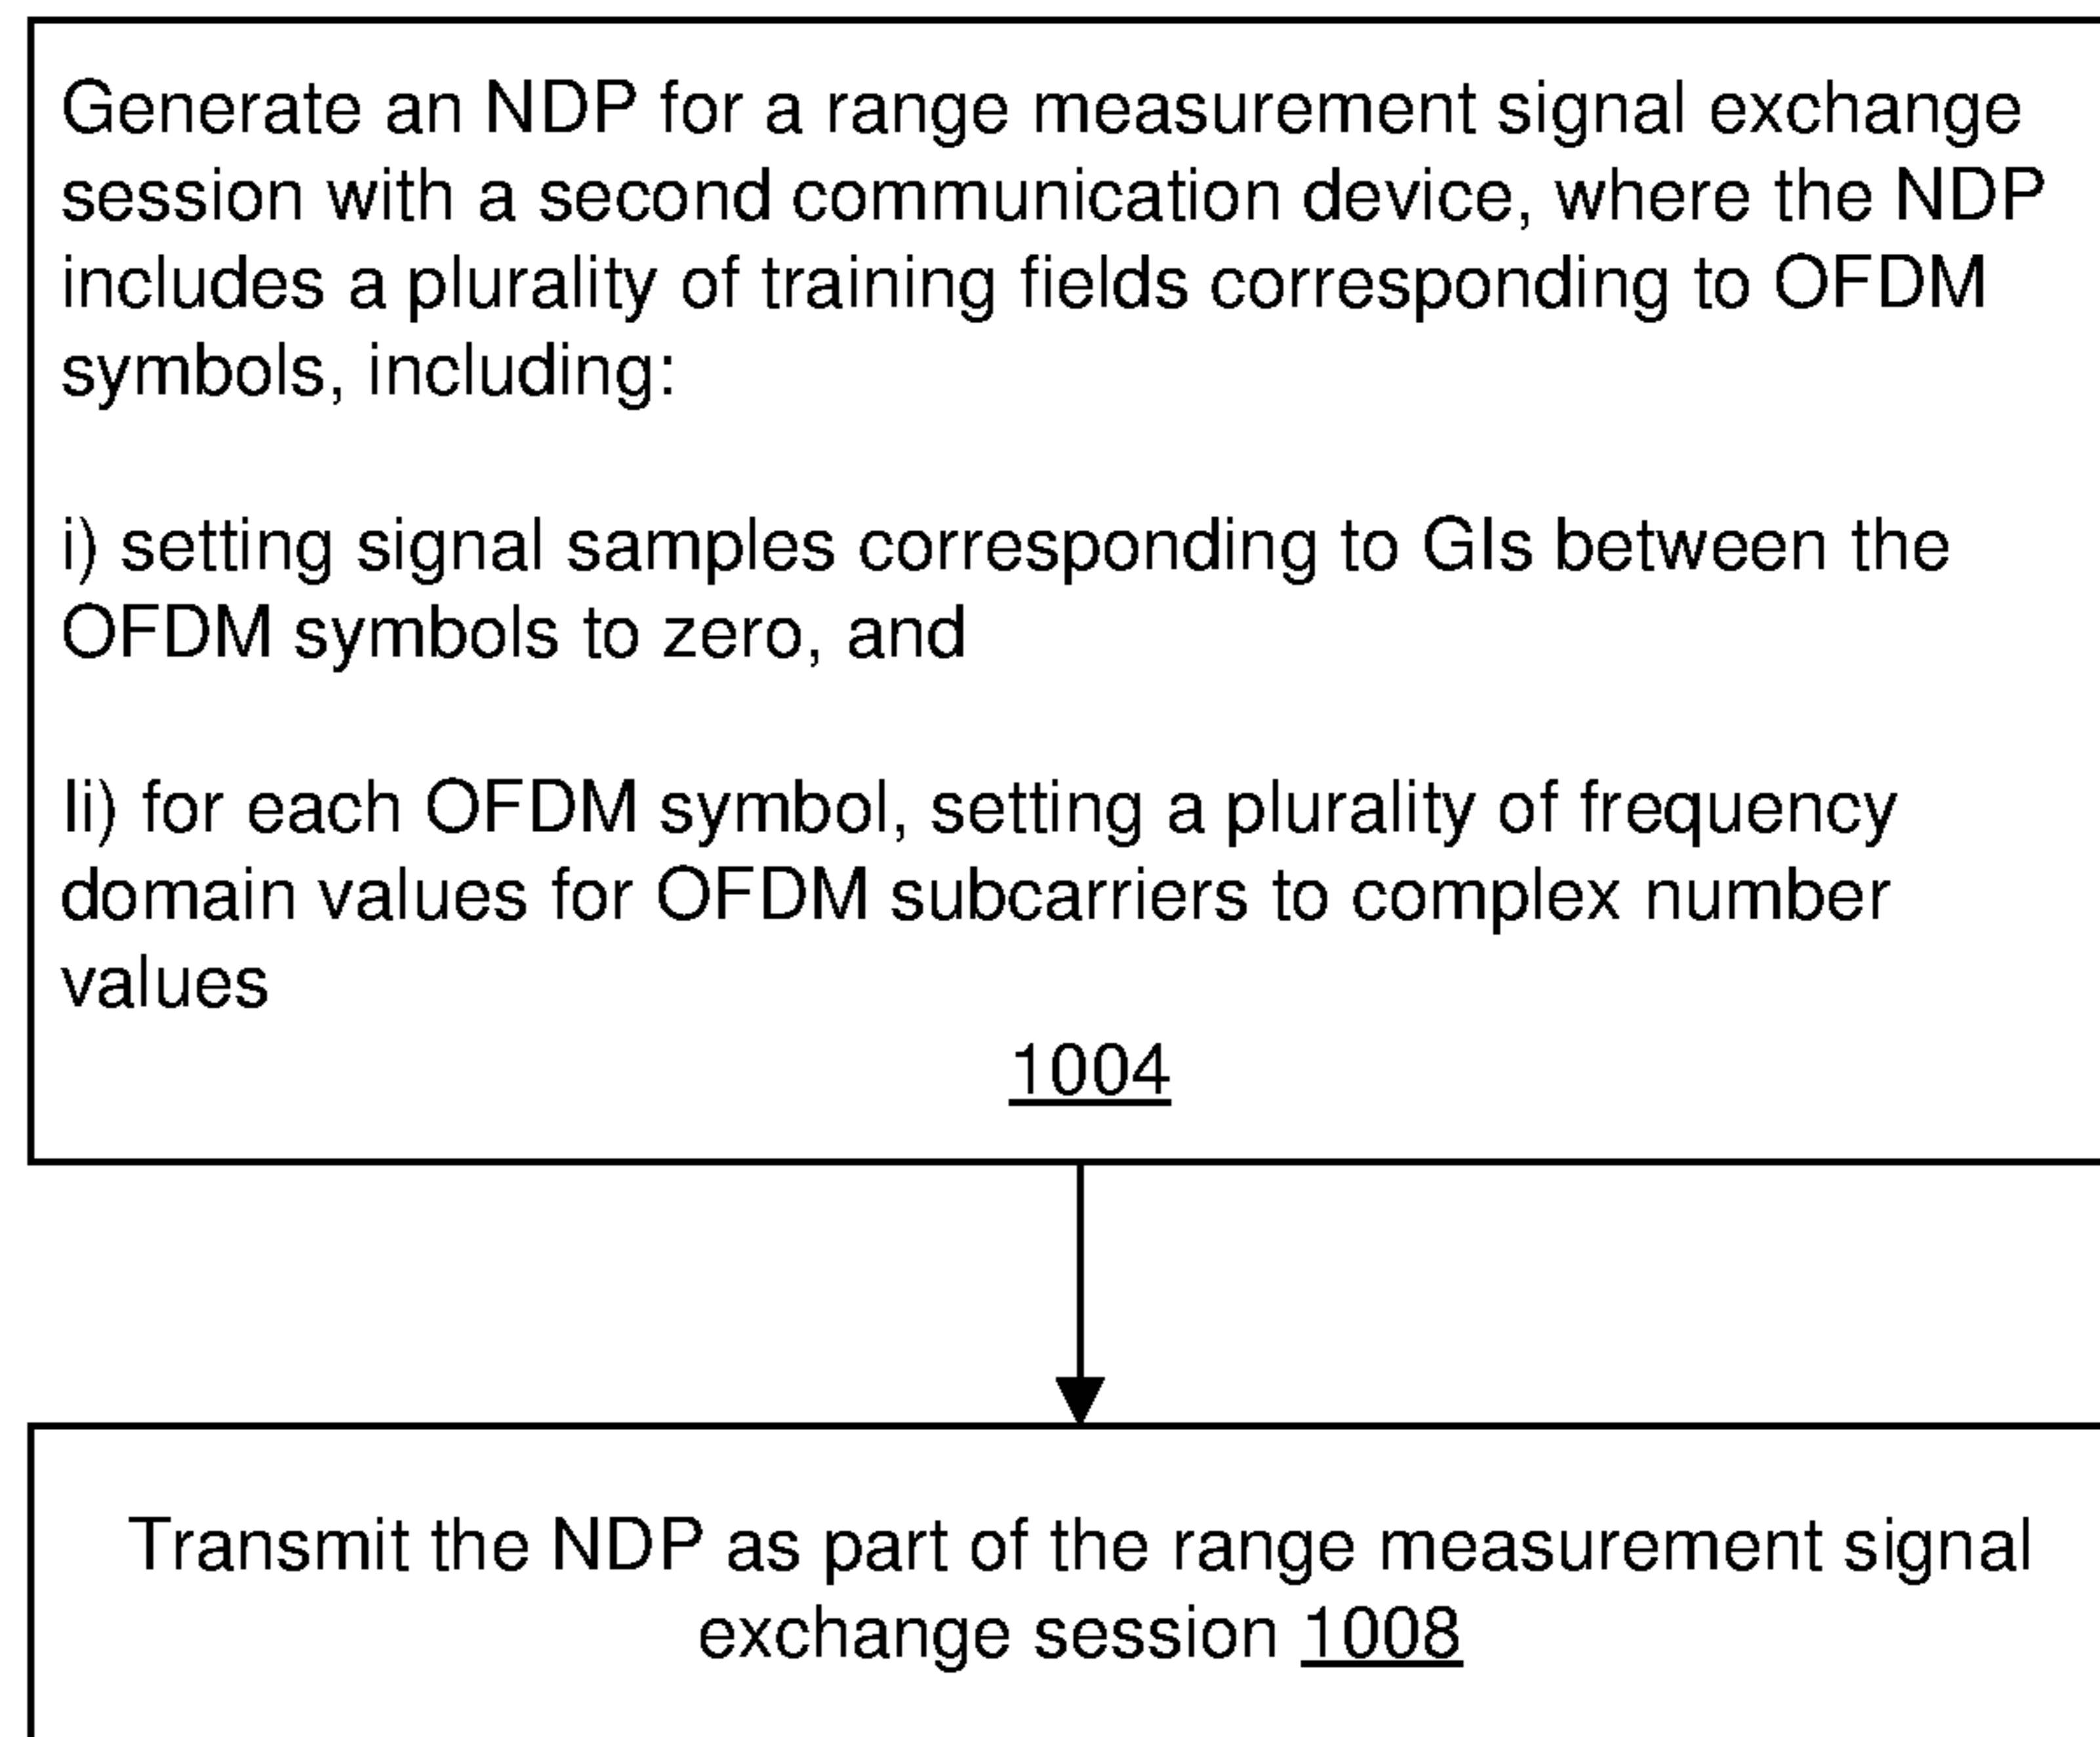 Generate an NDP for a range measurement signal exchange
session with a second communication device, where the NDP
includes a plurality of training fields corresponding to OFDM
symbols, including:
i) setting signal samples corresponding to GIs between the
OFDM symbols to zero, and
Ii) for each OFDM symbol, setting a plurality of frequency
domain values for OFDM subcarriers to complex number
values
1004
Transmit the NDP as part of the range measurement signal
exchange session 1008